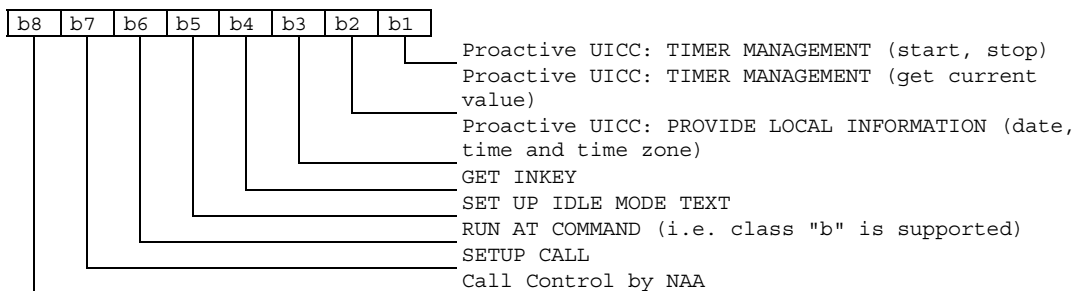 b8 b7 b6 b5 b4 b3 b2 b1
Proactive UICC: TIMER MANAGEMENT (start, stop)
Proactive UICC: TIMER MANAGEMENT (get current
value)
Proactive UICC: PROVIDE LOCAL INFORMATION (date,
time and time zone)
GET INKEY
SET UP IDLE MODE TEXT
RUN AT COMMAND (i.e. class "b" is supported)
SETUP CALL
Call Control by NAA